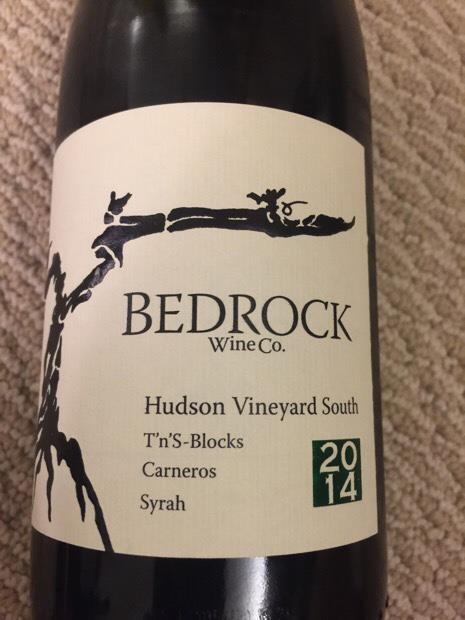 BEDROCK
Wine Co.
Hudson Vineyard South
T'n'S-Blocks
Carneros
Syrah
20
14